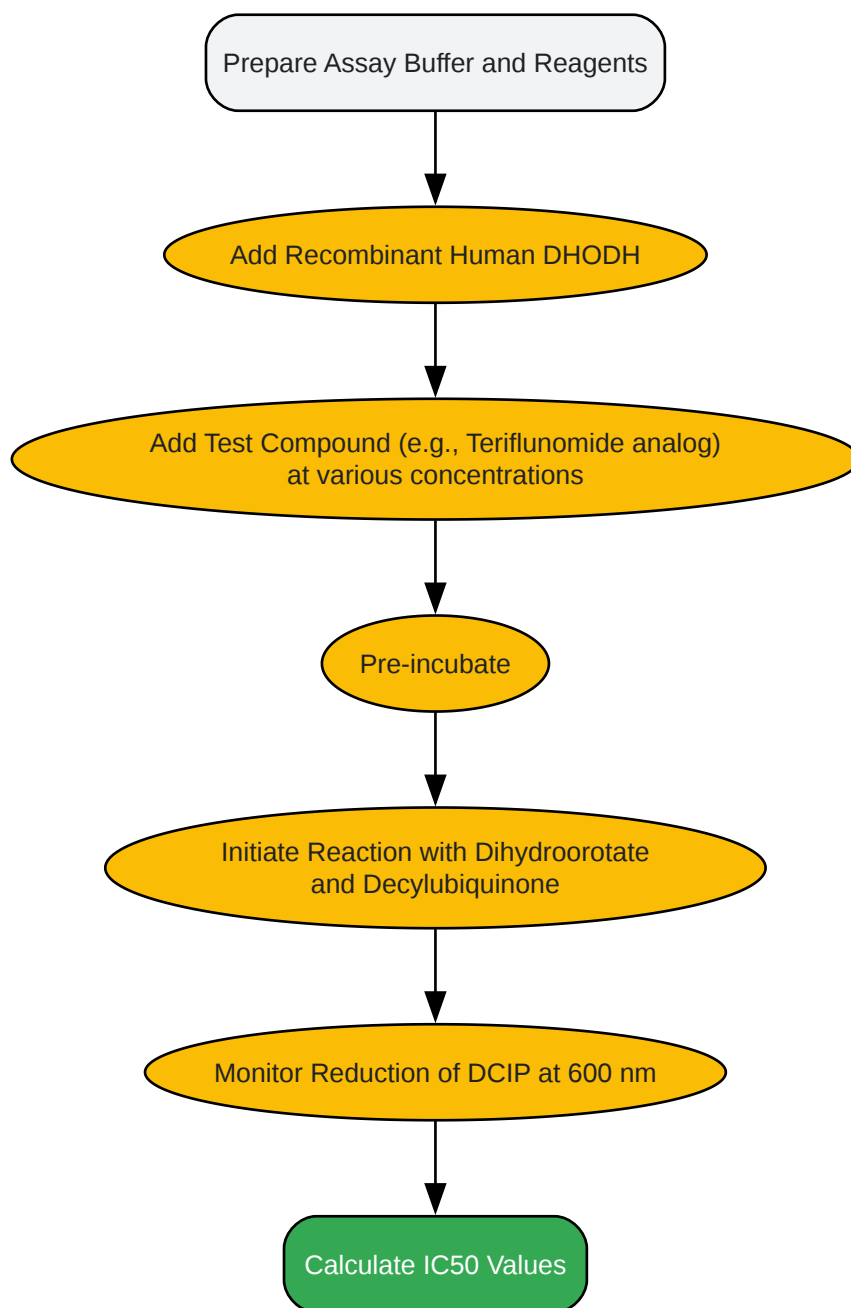 Prepare Assay Buffer and Reagents
Add Recombinant Human DHODH
Add Test Compound (e.g., Teriflunomide analog)
at various concentrations
Pre-incubate
Initiate Reaction with Dihydroorotate
and Decylubiquinone
Monitor Reduction of DCIP at 600 nm
Calculate IC50 Values